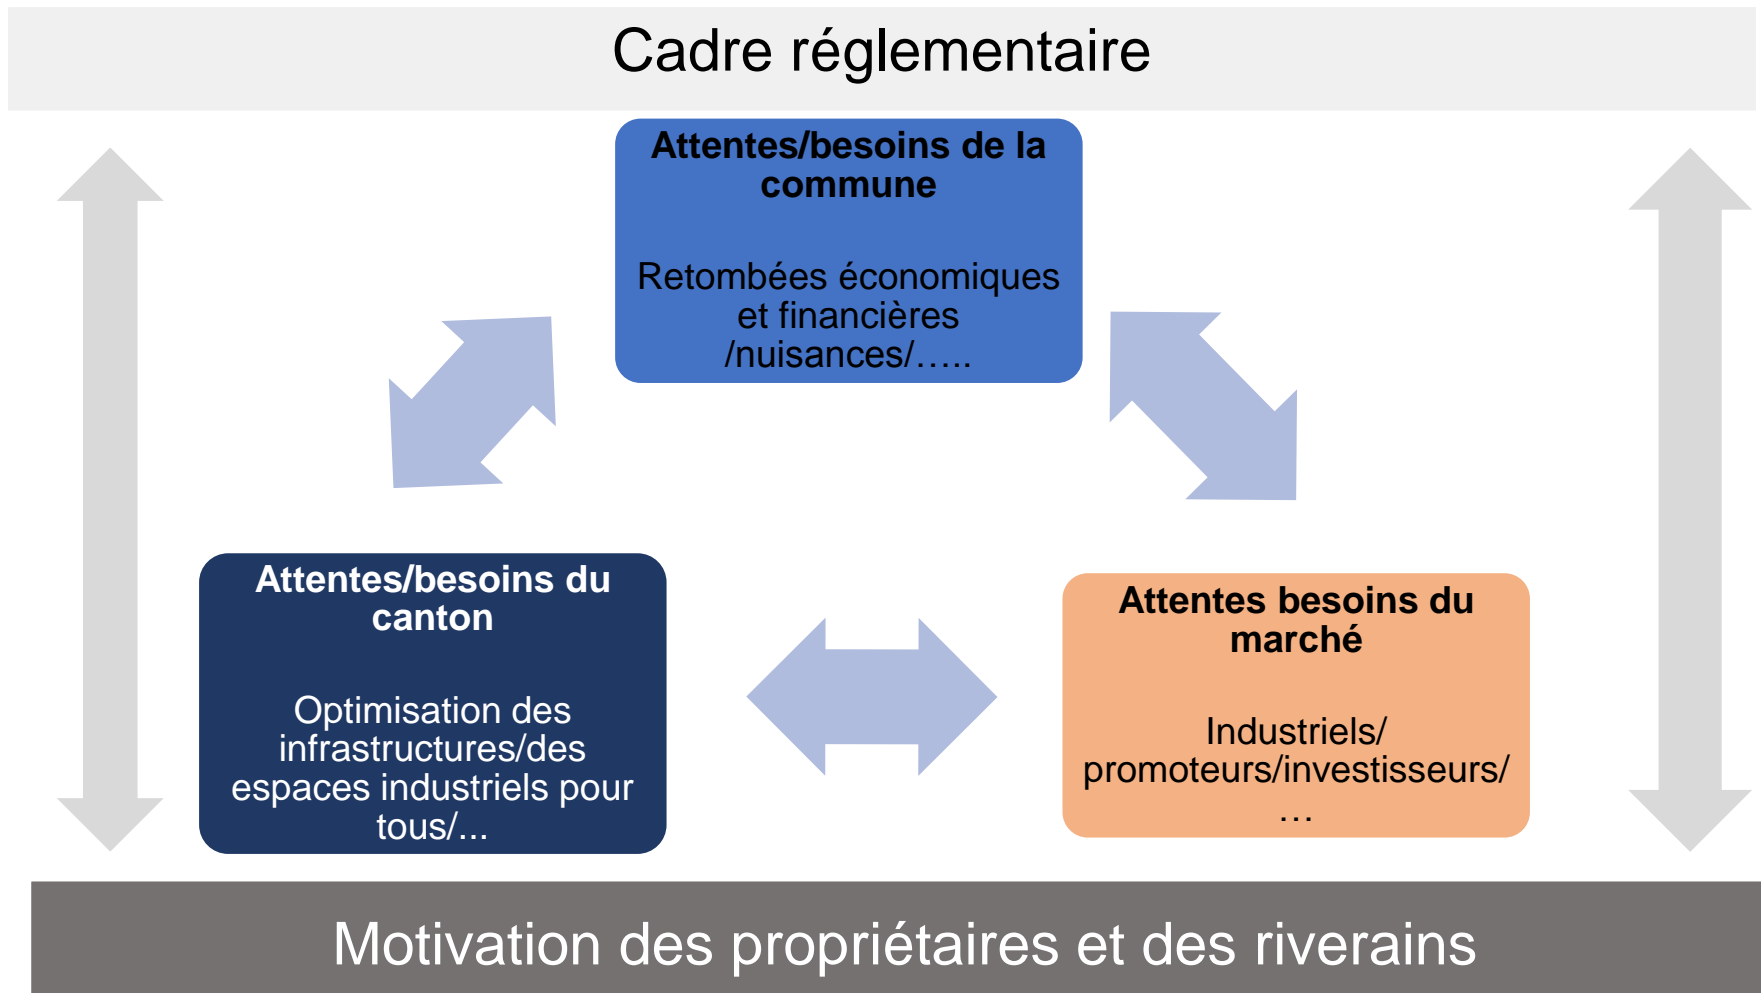 Cadre réglementaire
Attentes/besoins de la
commune
Retombées économiques
et financières
/nuisances/…..
Attentes/besoins du
canton
Optimisation des
infrastructures/des
espaces industriels pour
tous/...
Attentes besoins du
marché
Industriels/
promoteurs/investisseurs/
…
Motivation des propriétaires et des riverains